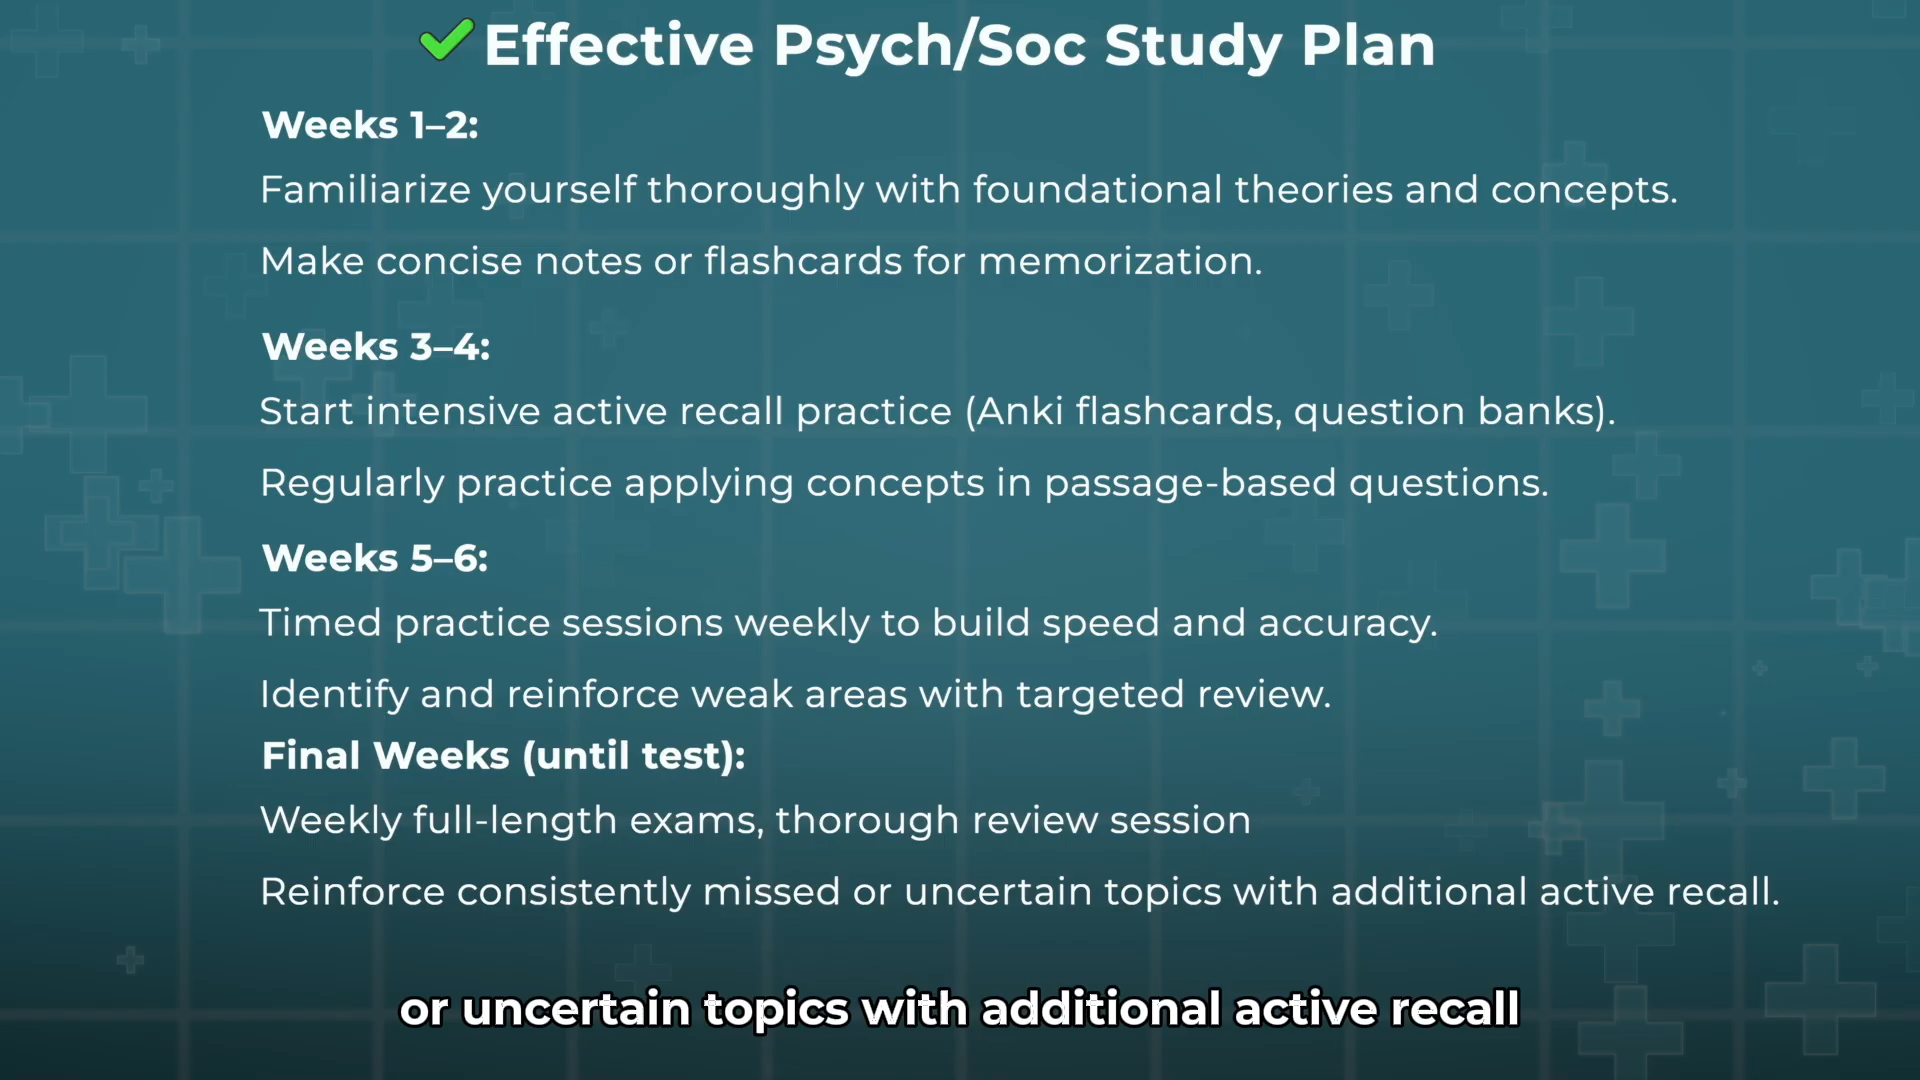 Effective Psych/Soc Study Plan
Weeks 1–2:
Familiarize yourself thoroughly with foundational theories and concepts.
Make concise notes or flashcards for memorization.
Weeks 3–4:
Start intensive active recall practice (Anki flashcards, question banks).
Regularly practice applying concepts in passage-based questions.
Weeks 5–6:
Timed practice sessions weekly to build speed and accuracy.
Identify and reinforce weak areas with targeted review.
Final Weeks (until test):
Weekly full-length exams, thorough review session
Reinforce consistently missed or uncertain topics with additional active recall.
or uncertain topics with additional active recall